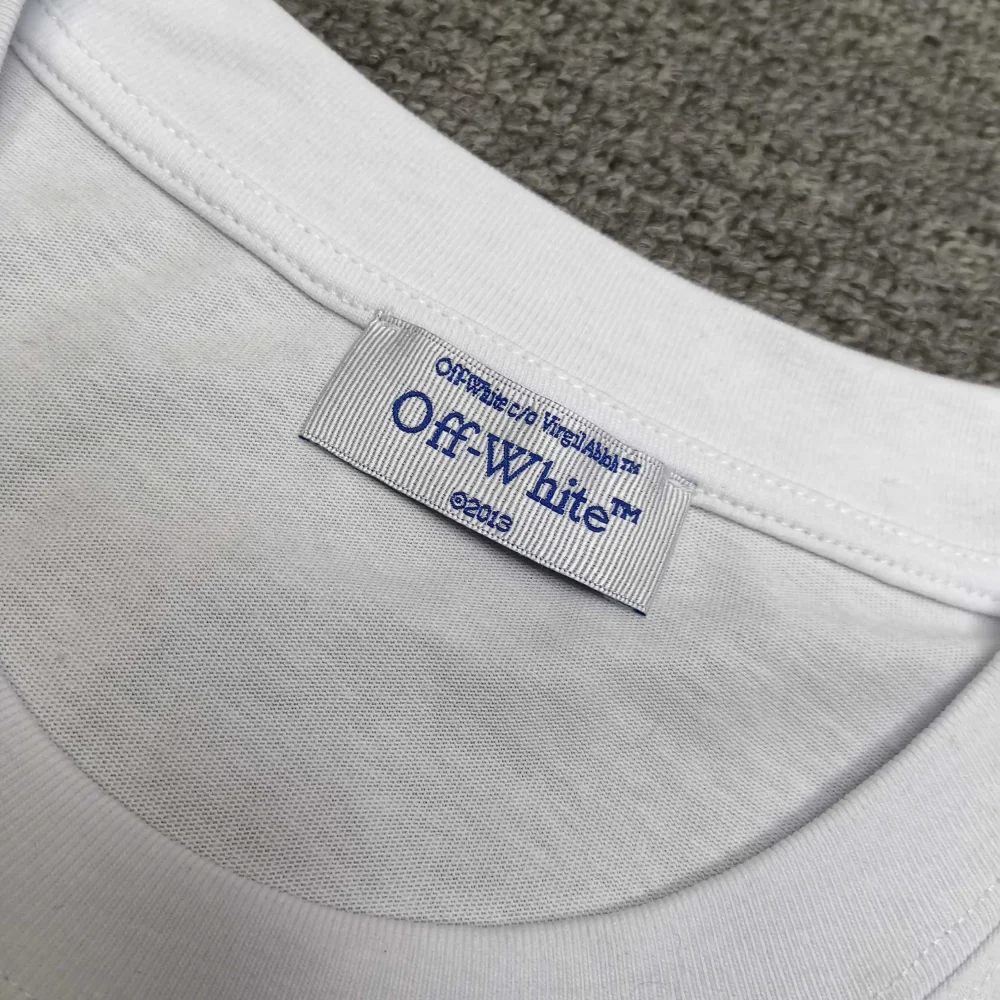 Off-White c/o Virgil Abloh™
Off-White™
©2013